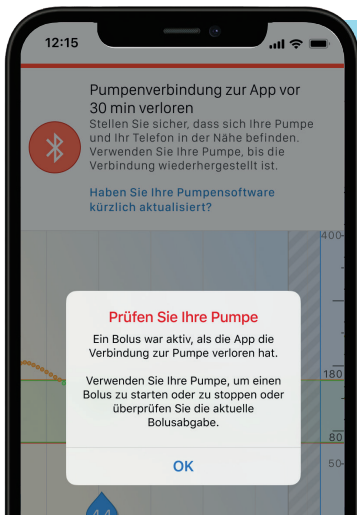 12:15
Pumpenverbindung zur App vor
30 min verloren
Stellen Sie sicher, dass sich Ihre Pumpe
und Ihr Telefon in der Nähe befinden.
Verwenden Sie Ihre Pumpe, bis die
Verbindung wiederhergestellt ist.
Haben Sie Ihre Pumpensoftware
kürzlich aktualisiert?
400
Prüfen Sie Ihre Pumpe
Ein Bolus war aktiv, als die App die
Verbindung zur Pumpe verloren hat.
Verwenden Sie Ihre Pumpe, um einen
Bolus zu starten oder zu stoppen oder
überprüfen Sie die aktuelle
Bolusabgabe.
OK
180
80
50
4,4